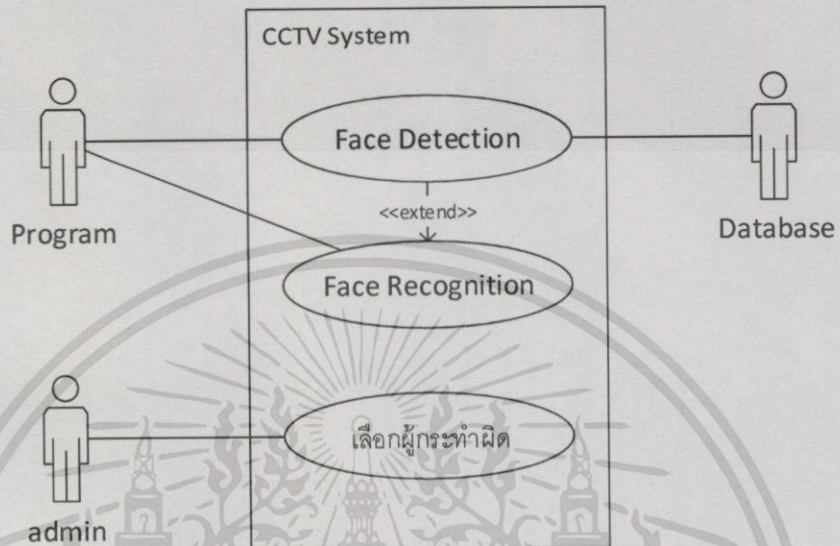 CCTV System
Face Detection
Program
<<extend>>
Database
Face Recognition
เลือกผู้กระทำผิด
admin